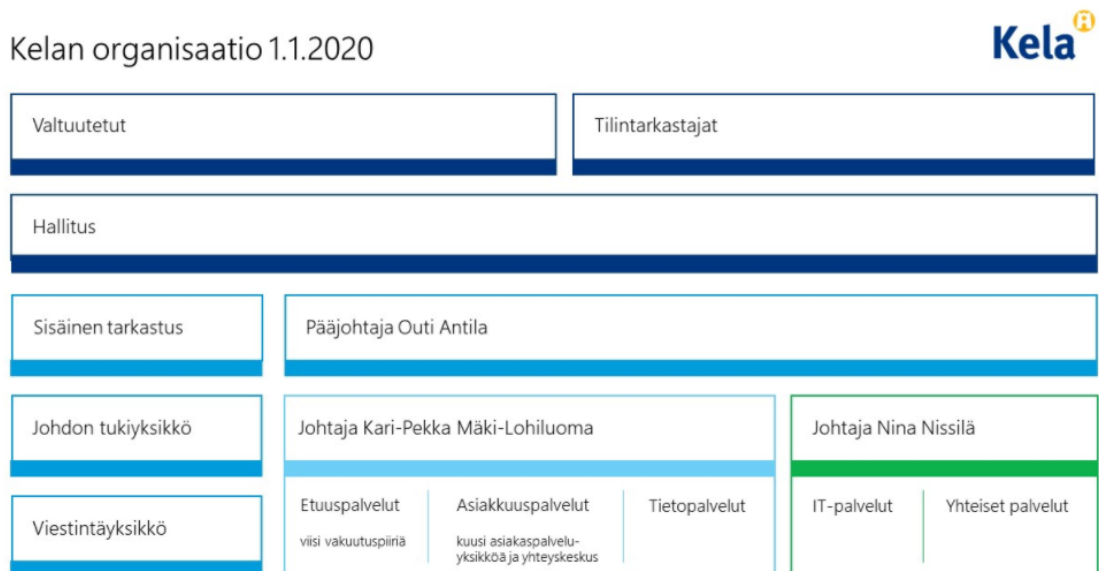 Kelan organisaatio 1.1.2020
Kela
Valtuutetut
Tilintarkastajat
Hallitus
Sisäinen tarkastus
Pääjohtaja Outi Antila
Johdon tukiyksikkö
Johtaja Kari-Pekka Mäki-Lohiluoma
Johtaja Nina Nissilä
Viestintäyksikkö
Etuuspalvelut
viisi vakuutuspiiriä
Asiakkuuspalvelut
kuusi asiakaspalvelu-
yksikköä ja yhteyskeskus
Tietopalvelut
IT-palvelut
Yhteiset palvelut